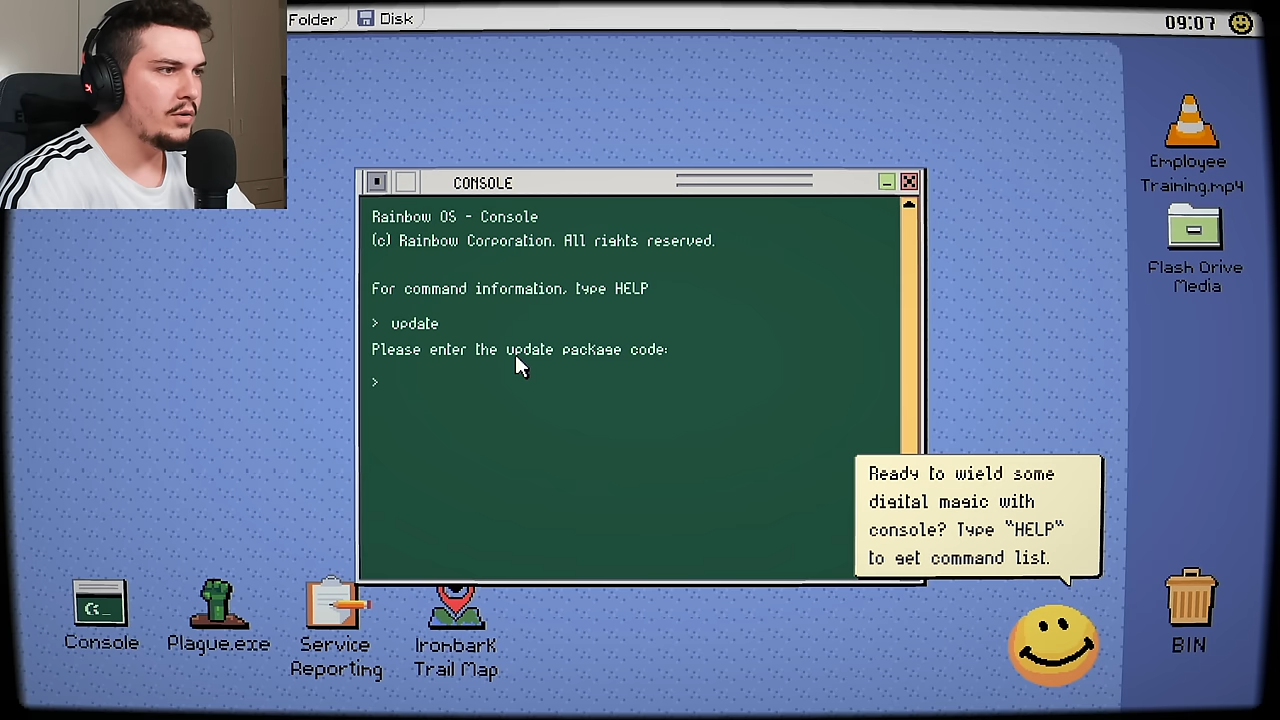 Folder
Disk
09:07
Employee
Training.mp4
Flash Drive
Media
CONSOLE
Rainbow OS - Console
(c) Rainbow Corporation. All rights reserved.
For command information, type HELP
> update
Please enter the update package code:
>
Ready to wield some
digital magic with
console? Type "HELP"
to get command list.
C:\_
Console
Plague.exe
Service
Reporting
Ironbark
Trail Map
BIN